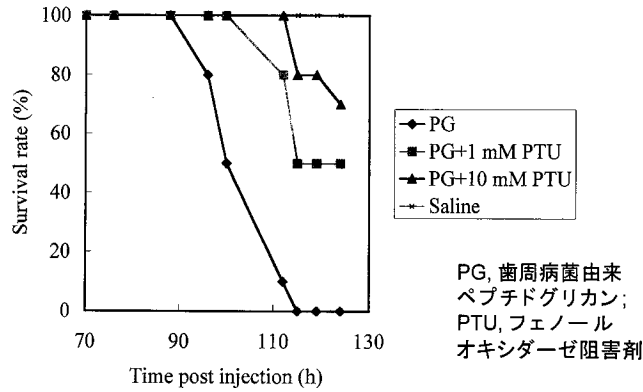 100
80
60
40
20
0
Survival rate (%)
70
90
110
130
Time post injection (h)
PG
PG+1 mM PTU
PG+10 mM PTU
Saline
PG, 歯周病菌由来
ペプチドグリカン;
PTU, フェノール
オキシダーゼ阻害剤